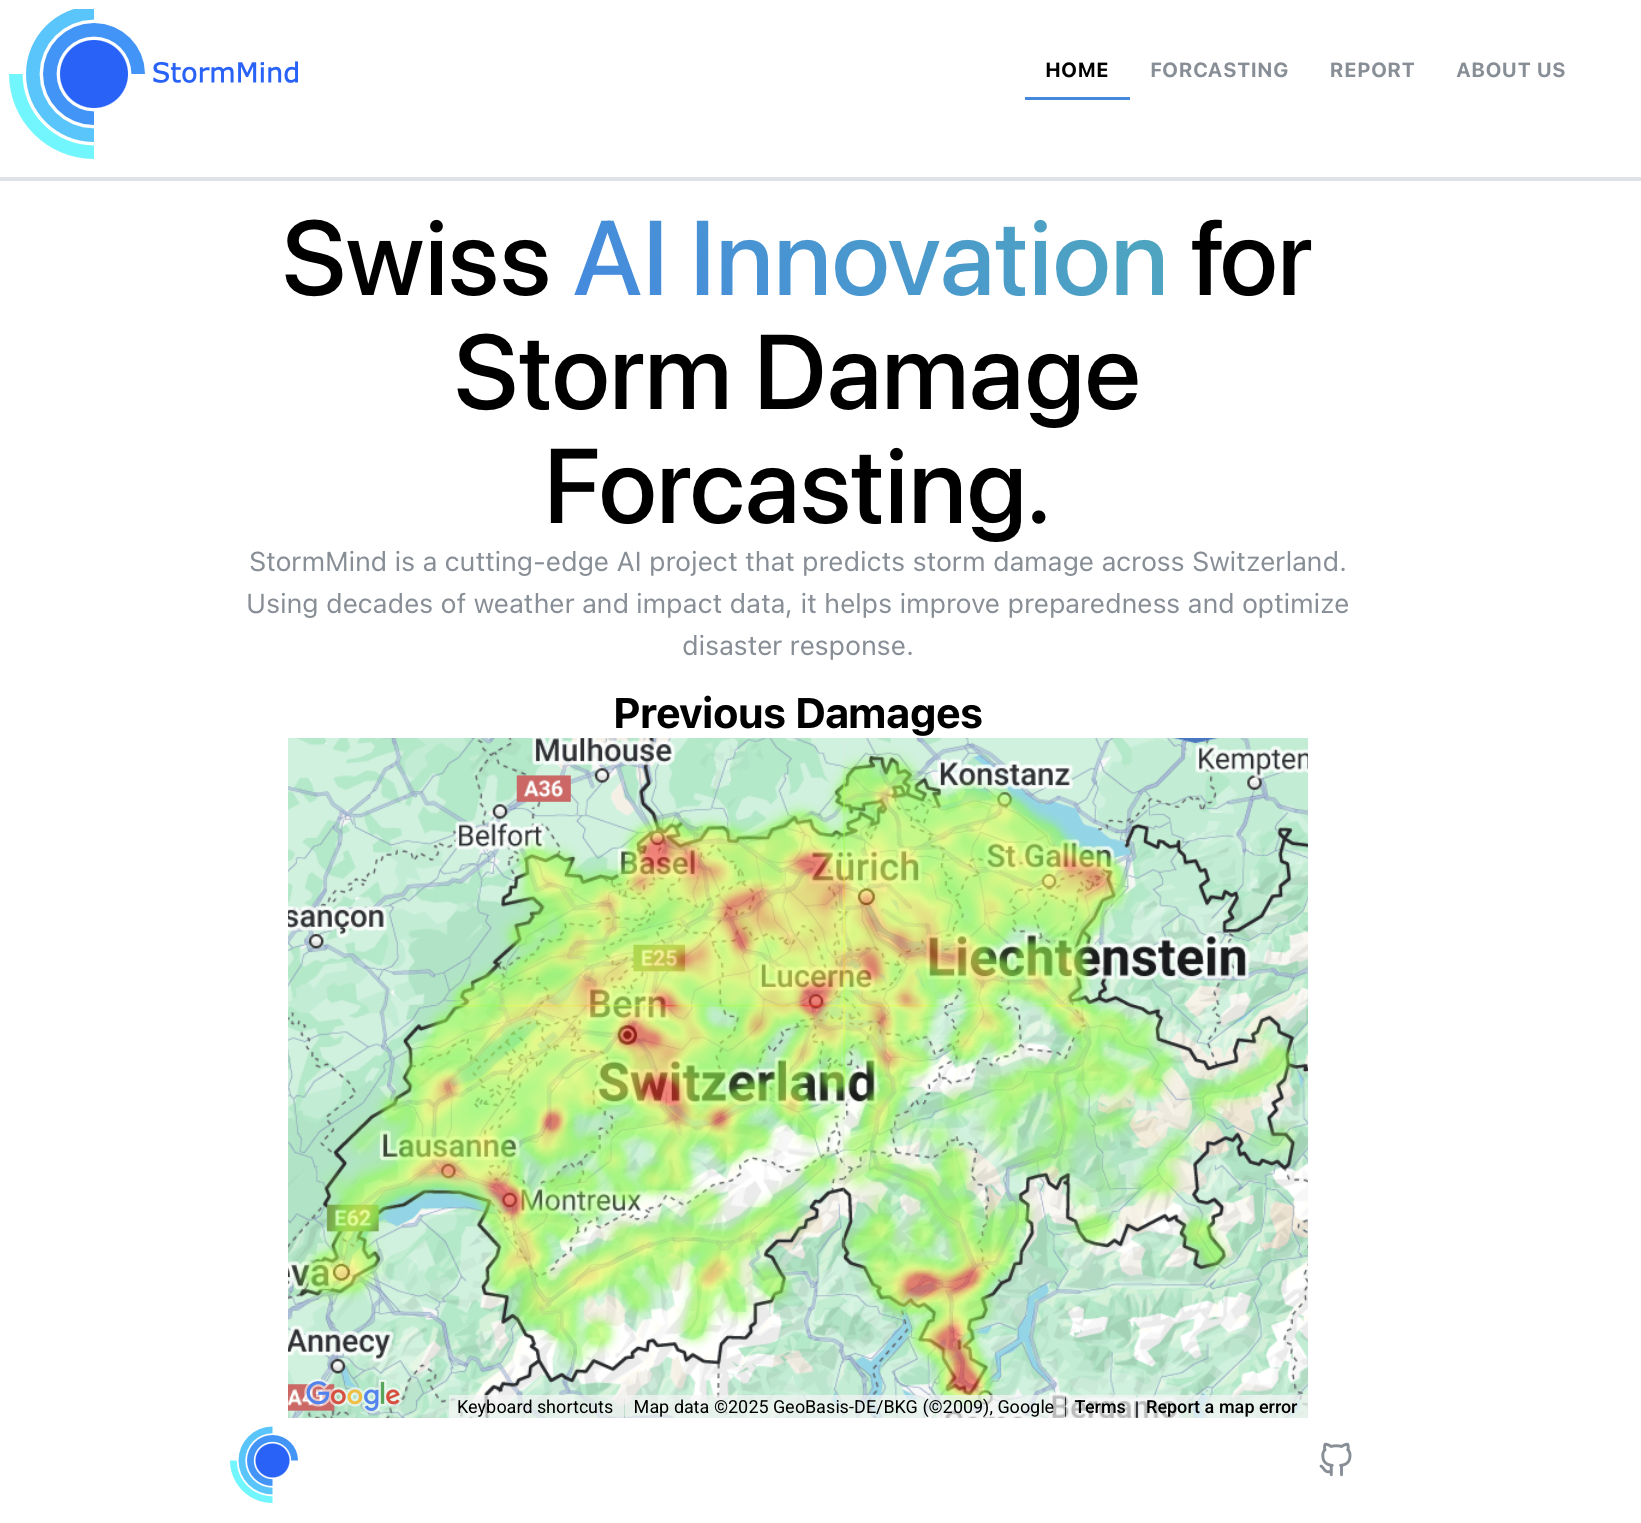 StormMind
HOME FORCASTING REPORT ABOUT US
Swiss AI Innovation for
Storm Damage
Forcasting.
StormMind is a cutting-edge AI project that predicts storm damage across Switzerland.
Using decades of weather and impact data, it helps improve preparedness and optimize
disaster response.
Previous Damages
Mulhouse
Kempten
Konstanz
A36
Belfort
Basel
Zürich
St Gallen
sançon
Liechtenstein
E25
Lucerne
Bern
Switzerland
Lausanne
Montreux
E62
va
Annecy
Google
Bergamo
Keyboard shortcuts Map data ©2025 GeoBasis-DE/BKG (©2009), Google Terms Report a map error